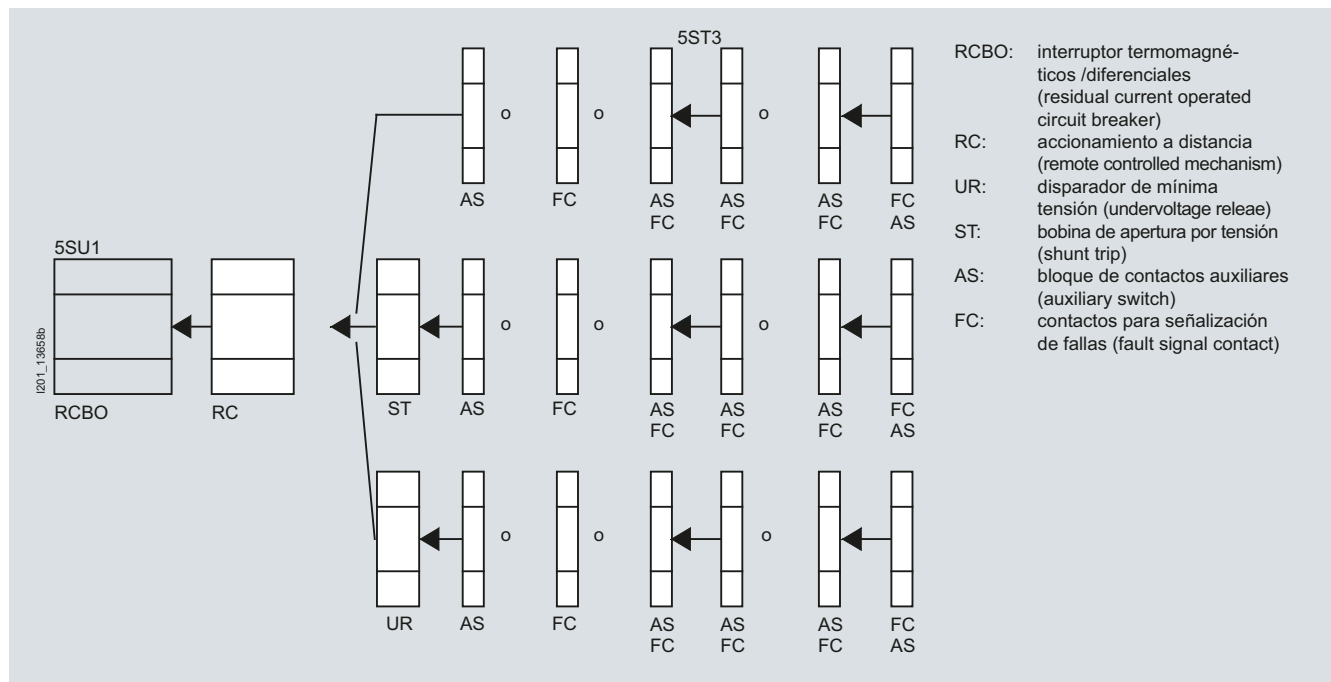 5ST3
o o o
AS FC AS AS AS FC
FC FC FC AS
5SU1
o o o
I201_13658b
RCBO RC ST AS FC AS AS AS FC
FC FC FC AS
o o o
UR AS FC AS AS AS FC
FC FC FC AS
RCBO: interruptor termomagné-
ticos /diferenciales
(residual current operated
circuit breaker)
RC: accionamiento a distancia
(remote controlled mechanism)
UR: disparador de mínima
tensión (undervoltage releae)
ST: bobina de apertura por tensión
(shunt trip)
AS: bloque de contactos auxiliares
(auxiliary switch)
FC: contactos para señalización
de fallas (fault signal contact)